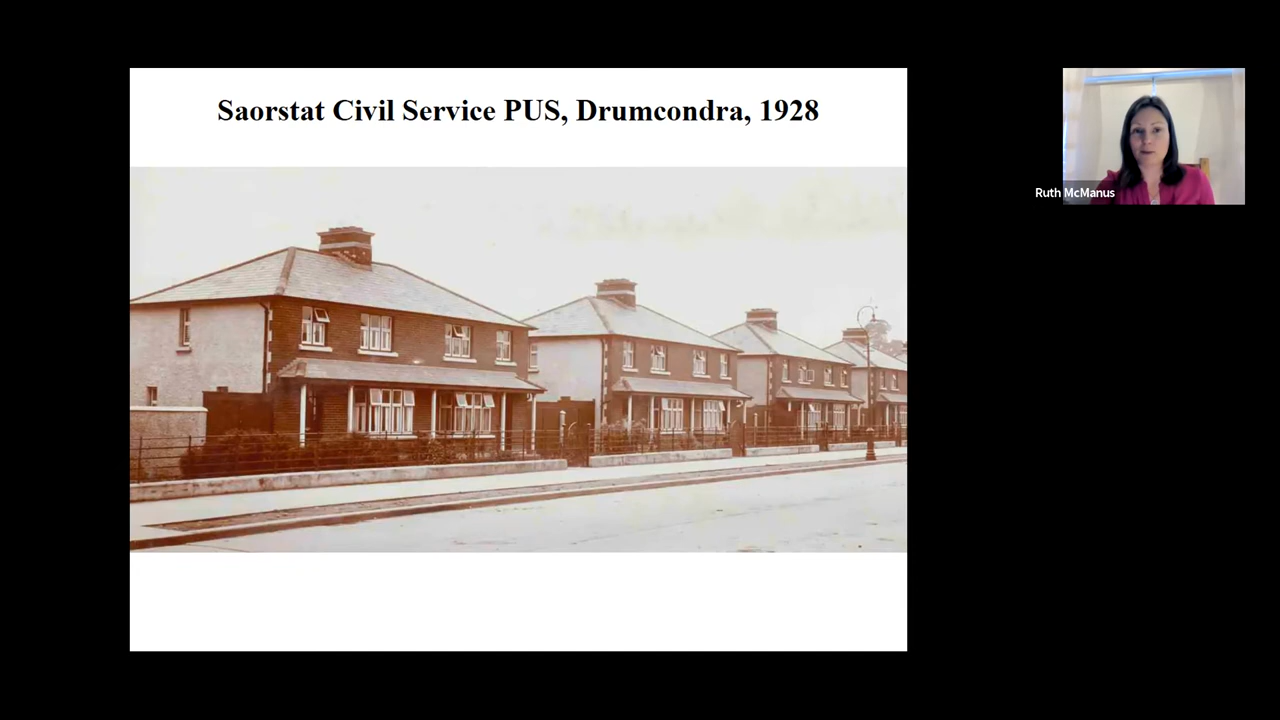 Saorstat Civil Service PUS, Drumcondra, 1928
Ruth McManus